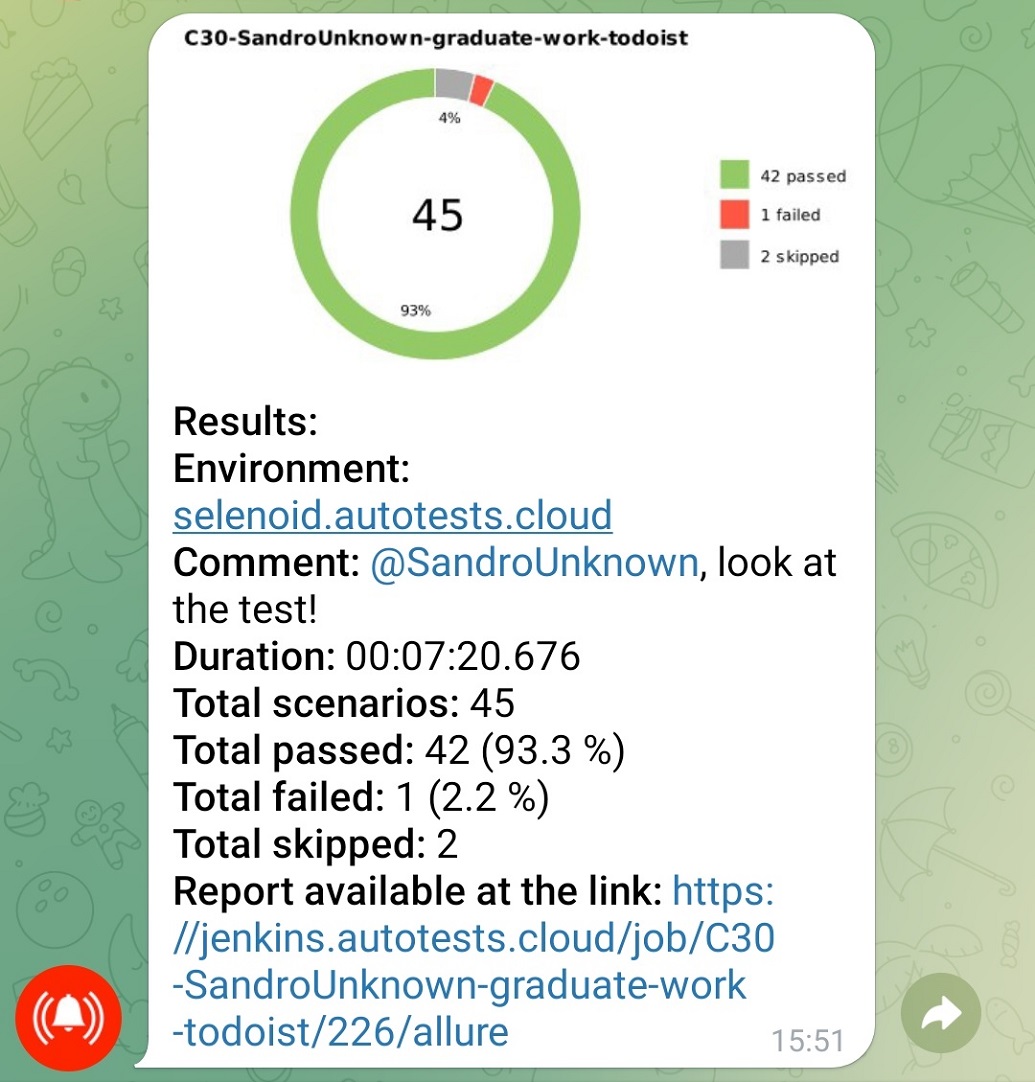 C30-SandroUnknown-graduate-work-todoist
4%
45
93%
42 passed
1 failed
2 skipped
Results:
Environment:
selenoid.autotests.cloud
Comment: @SandroUnknown, look at
the test!
Duration: 00:07:20.676
Total scenarios: 45
Total passed: 42 (93.3 %)
Total failed: 1 (2.2 %)
Total skipped: 2
Report available at the link: https:
//jenkins.autotests.cloud/job/C30
-SandroUnknown-graduate-work
-todoist/226/allure
15:51